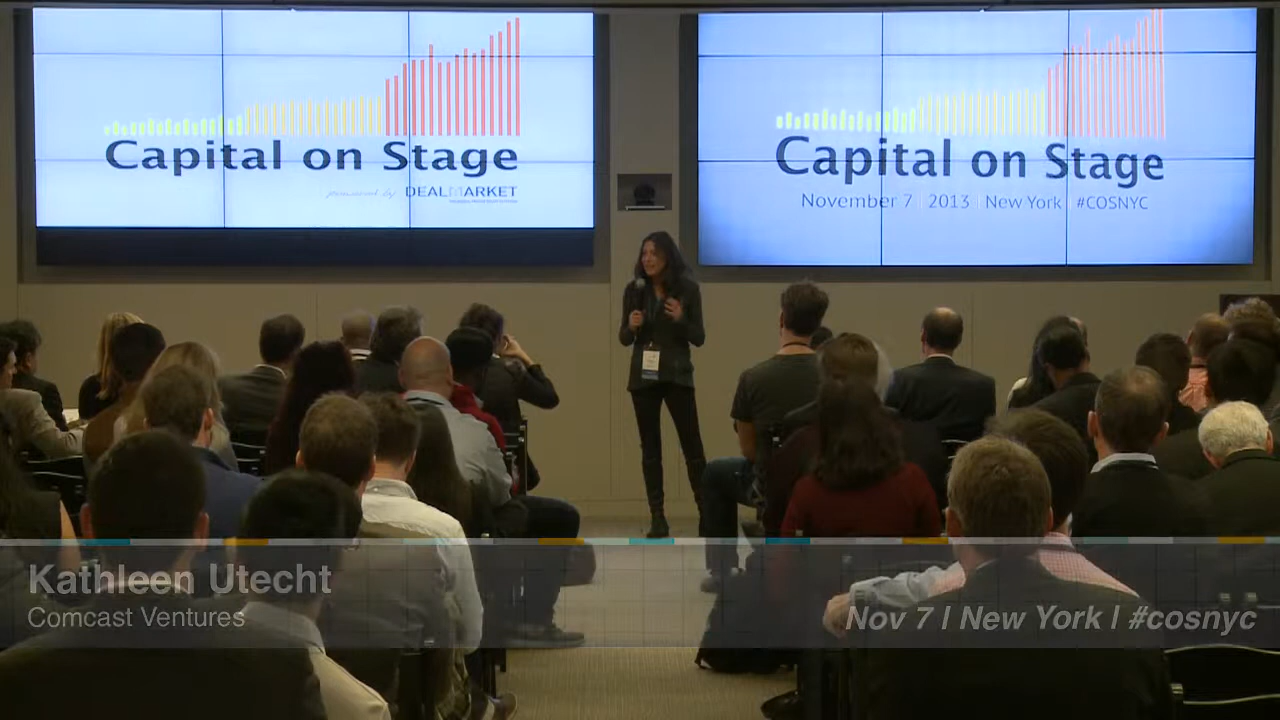 Capital on Stage
powered by DEALMARKET
Capital on Stage
November 7 | 2013 | New York | #COSNYC
Kathleen Utecht
Comcast Ventures
Nov 7 | New York | #cosnyc